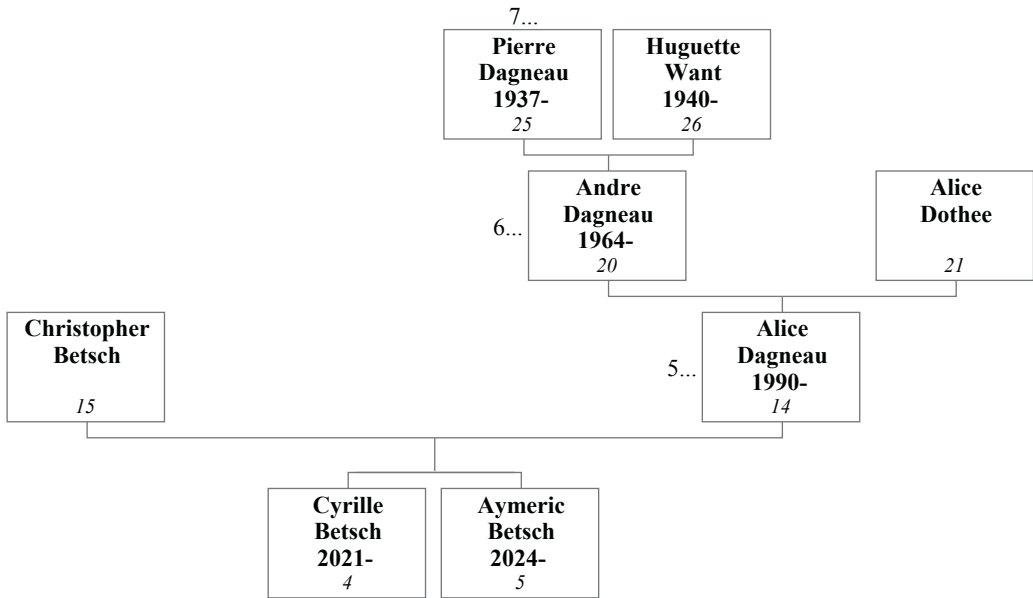 7...
Pierre
Dagneau
1937-
25
Huguette
Want
1940-
26
6...
Andre
Dagneau
1964-
20
Alice
Dothee
21
Christopher
Betsch
15
5...
Alice
Dagneau
1990-
14
Cyrille
Betsch
2021-
4
Aymeric
Betsch
2024-
5